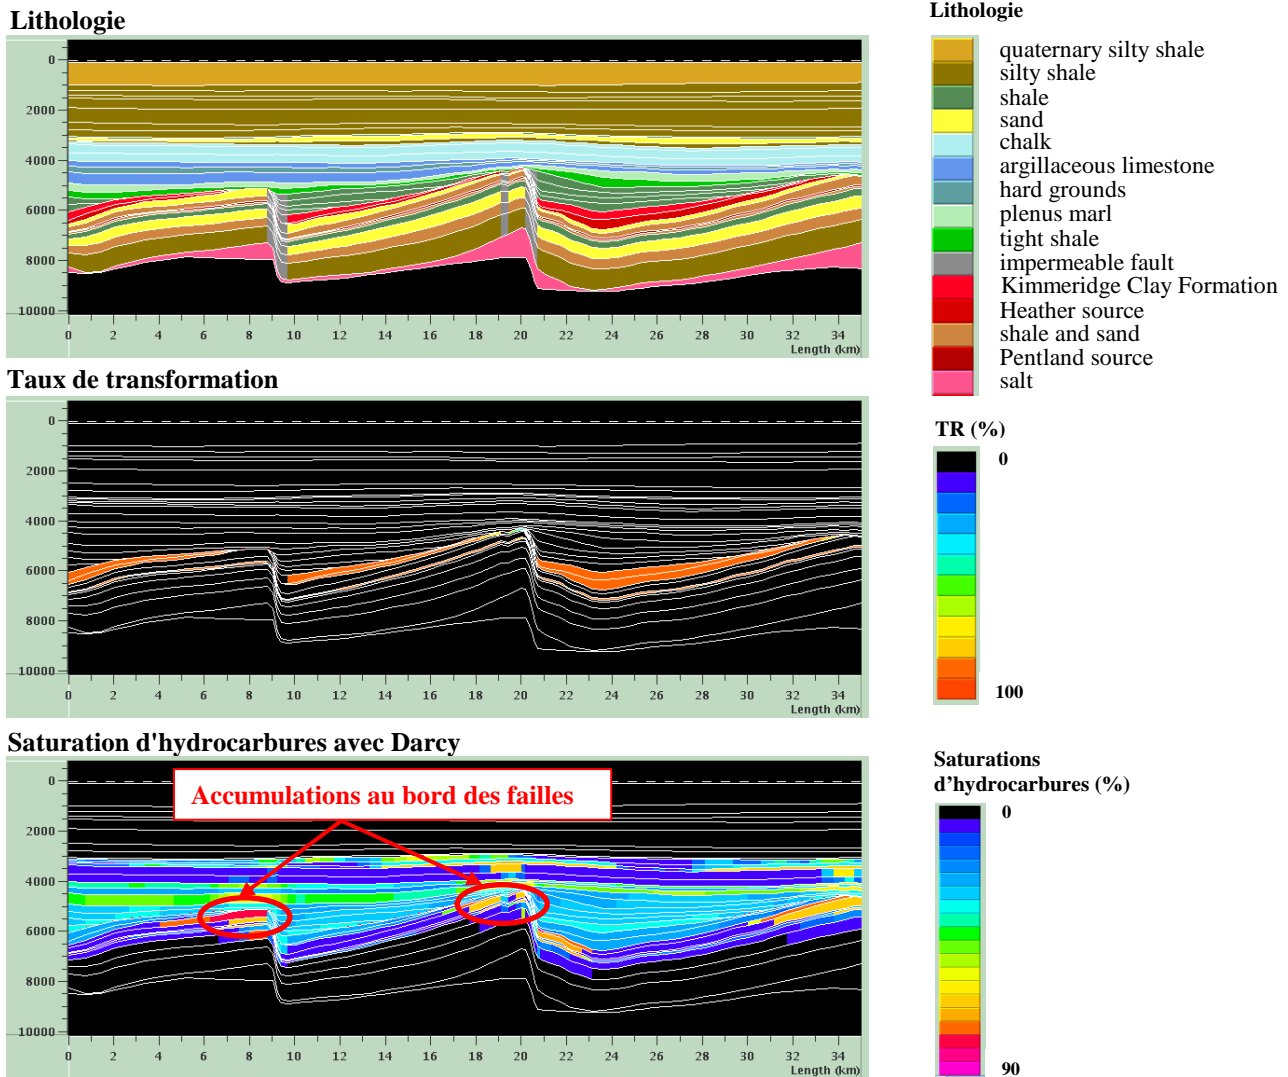 Lithologie
0
2000
4000
6000
8000
10000
0 2 4 6 8 10 12 14 16 18 20 22 24 26 28 30 32 34
Length (km)
Lithologie
quaternary silty shale
silty shale
shale
sand
chalk
argillaceous limestone
hard grounds
plenus marl
tight shale
impermeable fault
Kimmeridge Clay Formation
Heather source
shale and sand
Pentland source
salt
Taux de transformation
0
2000
4000
6000
8000
10000
0 2 4 6 8 10 12 14 16 18 20 22 24 26 28 30 32 34
Length (km)
TR (%)
0
100
Saturation d'hydrocarbures avec Darcy
Accumulations au bord des failles
0
2000
4000
6000
8000
10000
0 2 4 6 8 10 12 14 16 18 20 22 24 26 28 30 32 34
Length (km)
Saturations
d'hydrocarbures (%)
0
90